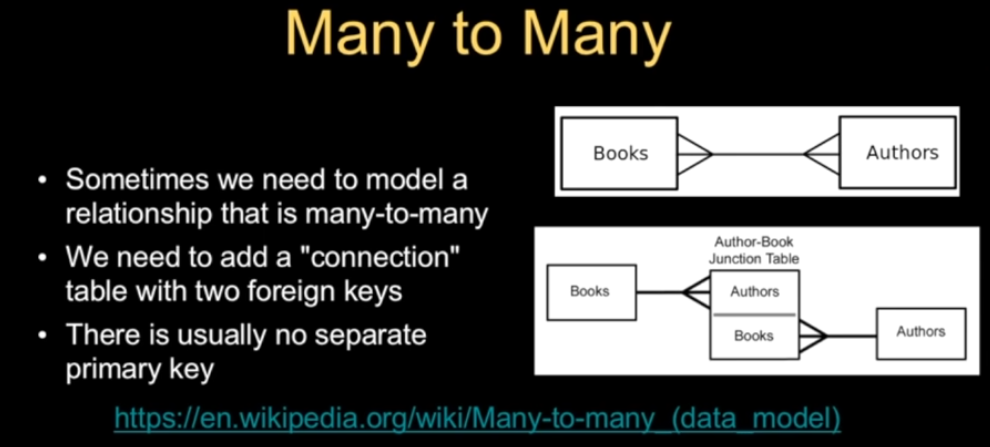 Many to Many
• Sometimes we need to model a
relationship that is many-to-many
• We need to add a "connection"
table with two foreign keys
• There is usually no separate
primary key
Books
Authors
Author-Book
Junction Table
Books
Authors
Books
Authors
https://en.wikipedia.org/wiki/Many-to-many_(data_model)